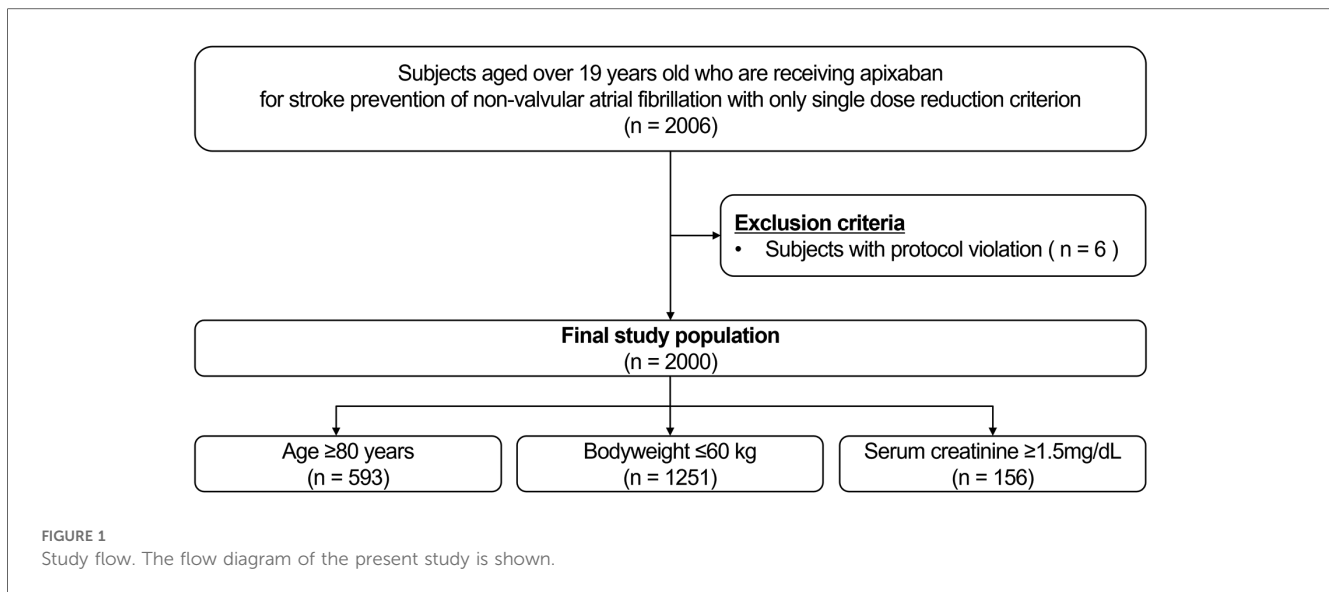 Subjects aged over 19 years old who are receiving apixaban
for stroke prevention of non-valvular atrial fibrillation with only single dose reduction criterion
(n = 2006)
Exclusion criteria
• Subjects with protocol violation ( n = 6 )
Final study population
(n = 2000)
Age ≥80 years
(n = 593)
Bodyweight ≤60 kg
(n = 1251)
Serum creatinine ≥1.5mg/dL
(n = 156)
FIGURE 1
Study flow. The flow diagram of the present study is shown.